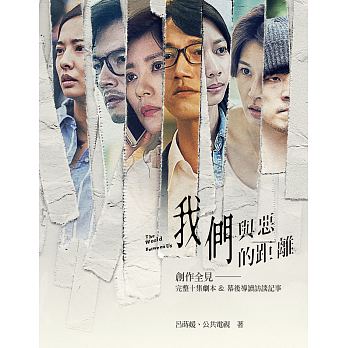 The
World
Between Us
我們
與惡
的距離
創作全見——
完整十集劇本 & 幕後導讀訪談記事
呂蒔媛、公共電視 著